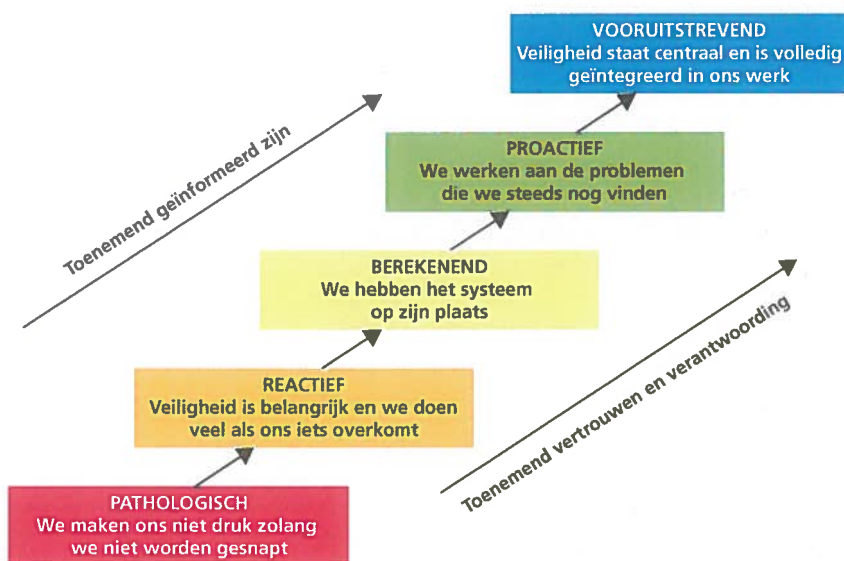 VOORUITSTREVEND
Veiligheid staat centraal en is volledig
geïntegreerd in ons werk
Toenemend geïnformeerd zijn
PROACTIEF
We werken aan de problemen
die we steeds nog vinden
BEREKENEND
We hebben het systeem
op zijn plaats
Toenemend vertrouwen en verantwoording
REACTIEF
Veiligheid is belangrijk en we doen
veel als ons iets overkomt
PATHOLOGISCH
We maken ons niet druk zolang
we niet worden gesnapt